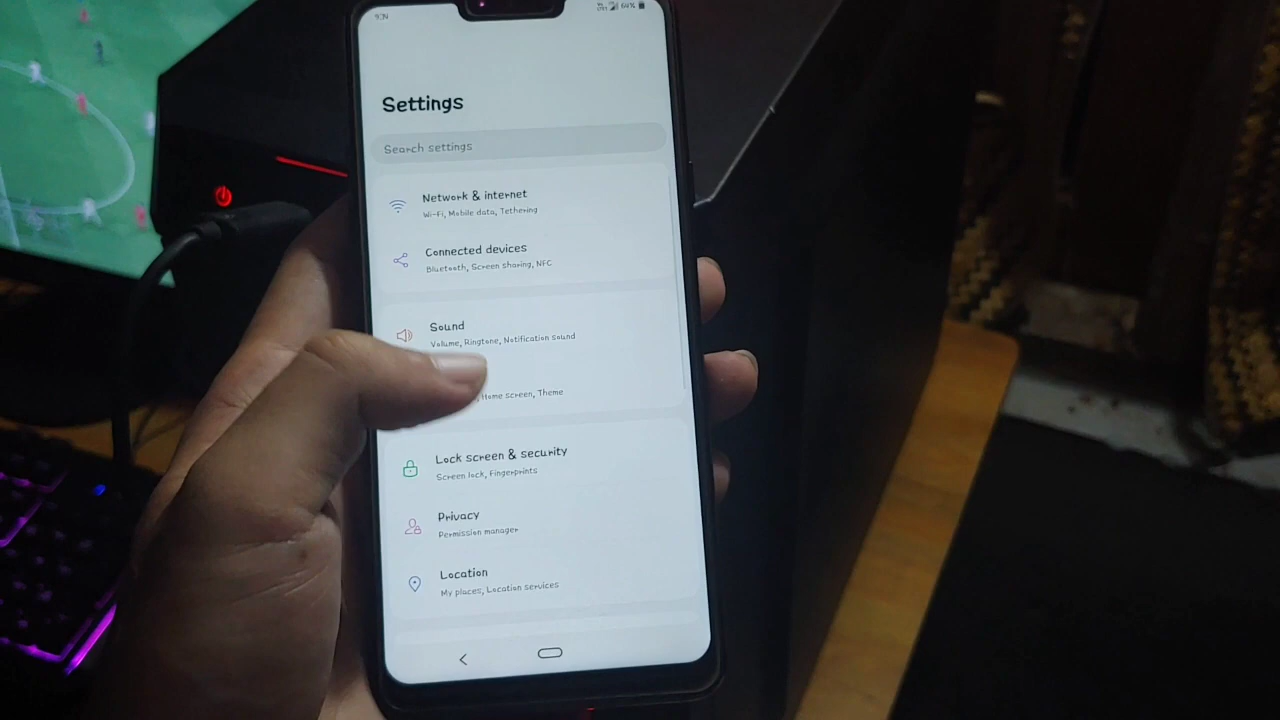 69%
Settings
Search settings
Network & internet
Wi-Fi, Mobile data, Tethering
Connected devices
Bluetooth, Screen sharing, NFC
Sound
Volume, Ringtone, Notification sound
, Home screen, Theme
Lock screen & security
Screen lock, Fingerprints
Privacy
Permission manager
Location
My places, Location services